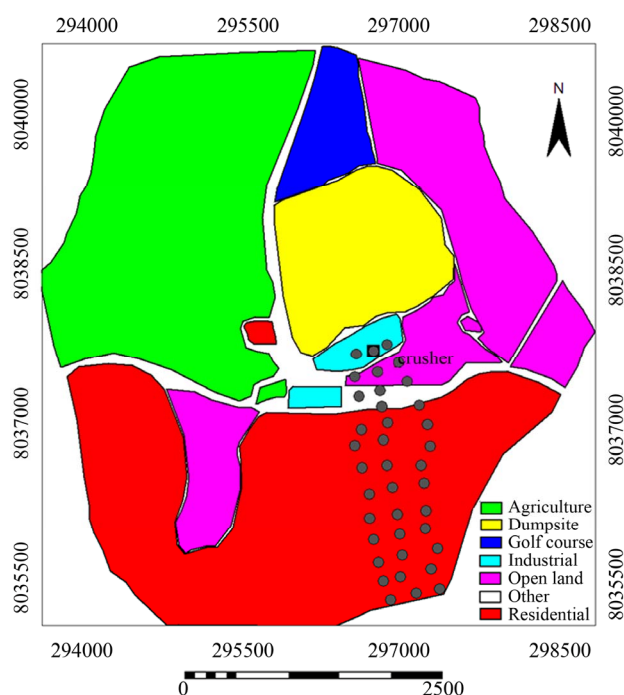 294000 295500 297000 298500
N
8040000 8040000
8038500 8038500
crusher
8037000 8037000
Agriculture
Dumpsite
Golf course
Industrial
Open land
Other
Residential
8035500 8035500
294000 295500 297000 298500
0 2500